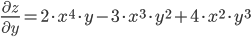 ∂z/∂y = 2·x⁴·y − 3·x³·y² + 4·x²·y³